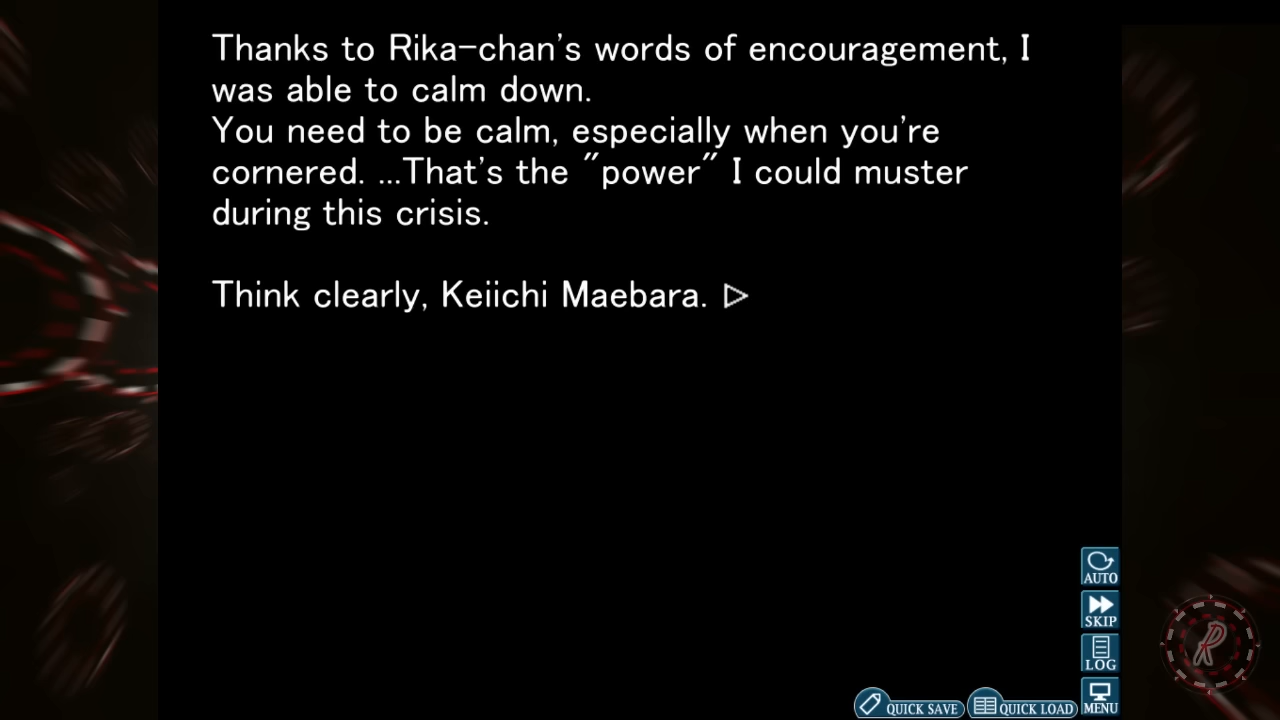 Thanks to Rika-chan's words of encouragement, I
was able to calm down.
You need to be calm, especially when you're
cornered. ...That's the "power" I could muster
during this crisis.
Think clearly, Keiichi Maebara.
AUTO
SKIP
LOG
MENU
QUICK SAVE
QUICK LOAD
R